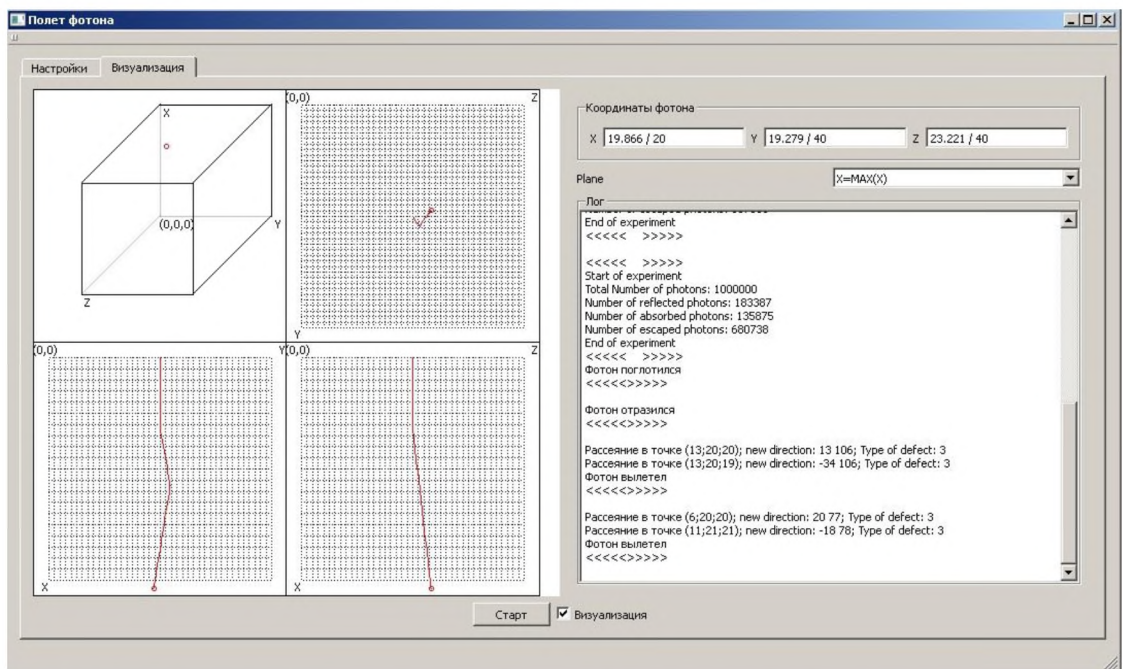 Полет фотона
Настройки
Визуализация
X
(0,0,0)
Y
Z
(0,0)
Z
Y
(0,0)
Y
X
(0,0)
Z
X
Координаты фотона
X 19.866 / 20 Y 19.279 / 40 Z 23.221 / 40
Plane X=MAX(X)
Лог
End of experiment
<<<<< >>>>>
<<<<< >>>>>
Start of experiment
Total Number of photons: 1000000
Number of reflected photons: 183387
Number of absorbed photons: 135875
Number of escaped photons: 680738
End of experiment
<<<<< >>>>>
Фотон поглотился
<<<<<>>>>>
Фотон отразился
<<<<<>>>>>
Рассеяние в точке (13;20;20); new direction: 13 106; Type of defect: 3
Рассеяние в точке (13;20;19); new direction: -34 106; Type of defect: 3
Фотон вылетел
<<<<<>>>>>
Рассеяние в точке (6;20;20); new direction: 20 77; Type of defect: 3
Рассеяние в точке (11;21;21); new direction: -18 78; Type of defect: 3
Фотон вылетел
<<<<<>>>>>
Старт
Визуализация